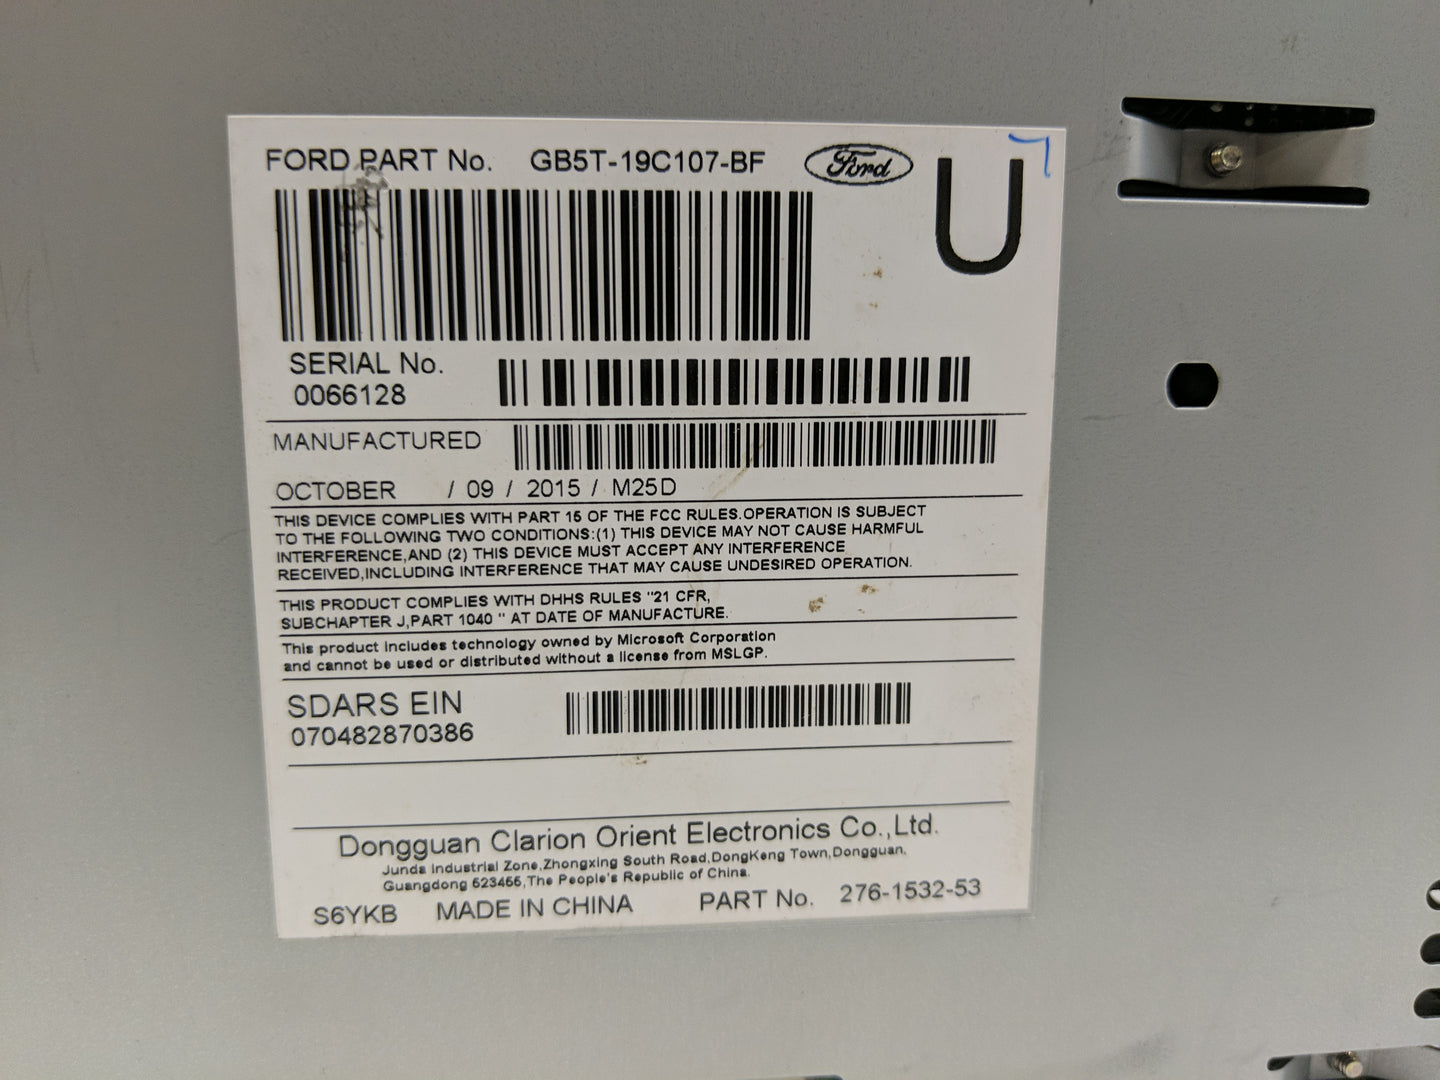 FORD PART No. GB5T-19C107-BF Ford
U
SERIAL No.
0066128
MANUFACTURED
OCTOBER / 09 / 2015 / M25D
THIS DEVICE COMPLIES WITH PART 15 OF THE FCC RULES.OPERATION IS SUBJECT
TO THE FOLLOWING TWO CONDITIONS:(1) THIS DEVICE MAY NOT CAUSE HARMFUL
INTERFERENCE,AND (2) THIS DEVICE MUST ACCEPT ANY INTERFERENCE
RECEIVED,INCLUDING INTERFERENCE THAT MAY CAUSE UNDESIRED OPERATION.
THIS PRODUCT COMPLIES WITH DHHS RULES "21 CFR,
SUBCHAPTER J,PART 1040 " AT DATE OF MANUFACTURE.
This product includes technology owned by Microsoft Corporation
and cannot be used or distributed without a license from MSLGP.
SDARS EIN
070482870386
Dongguan Clarion Orient Electronics Co.,Ltd.
Junda Industrial Zone,Zhongxing South Road,DongKeng Town,Dongguan,
Guangdong 523455,The People's Republic of China.
S6YKB MADE IN CHINA PART No. 276-1532-53